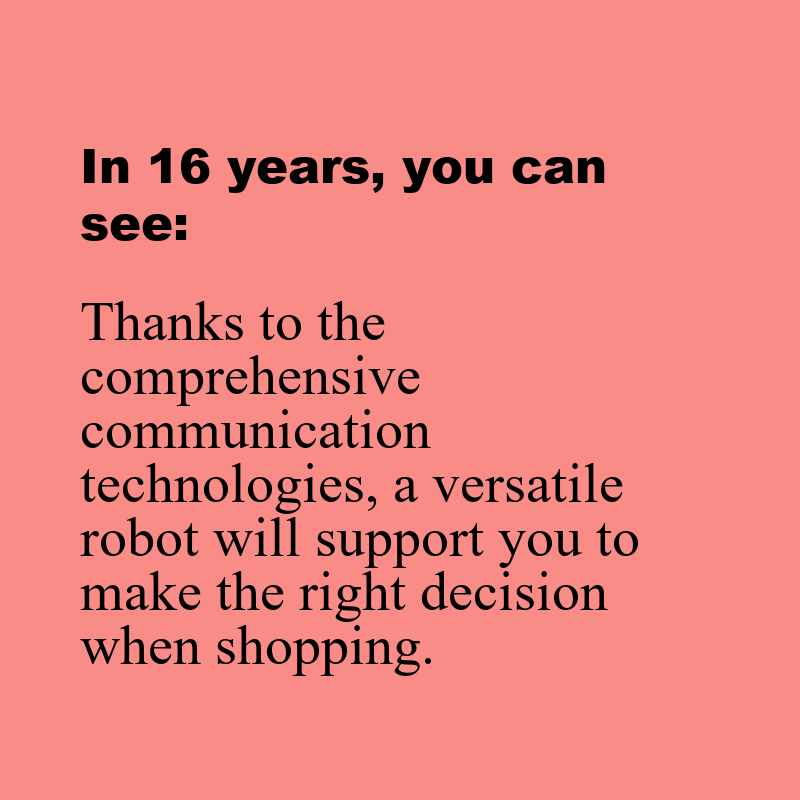 In 16 years, you can
see:
Thanks to the
comprehensive
communication
technologies, a versatile
robot will support you to
make the right decision
when shopping.